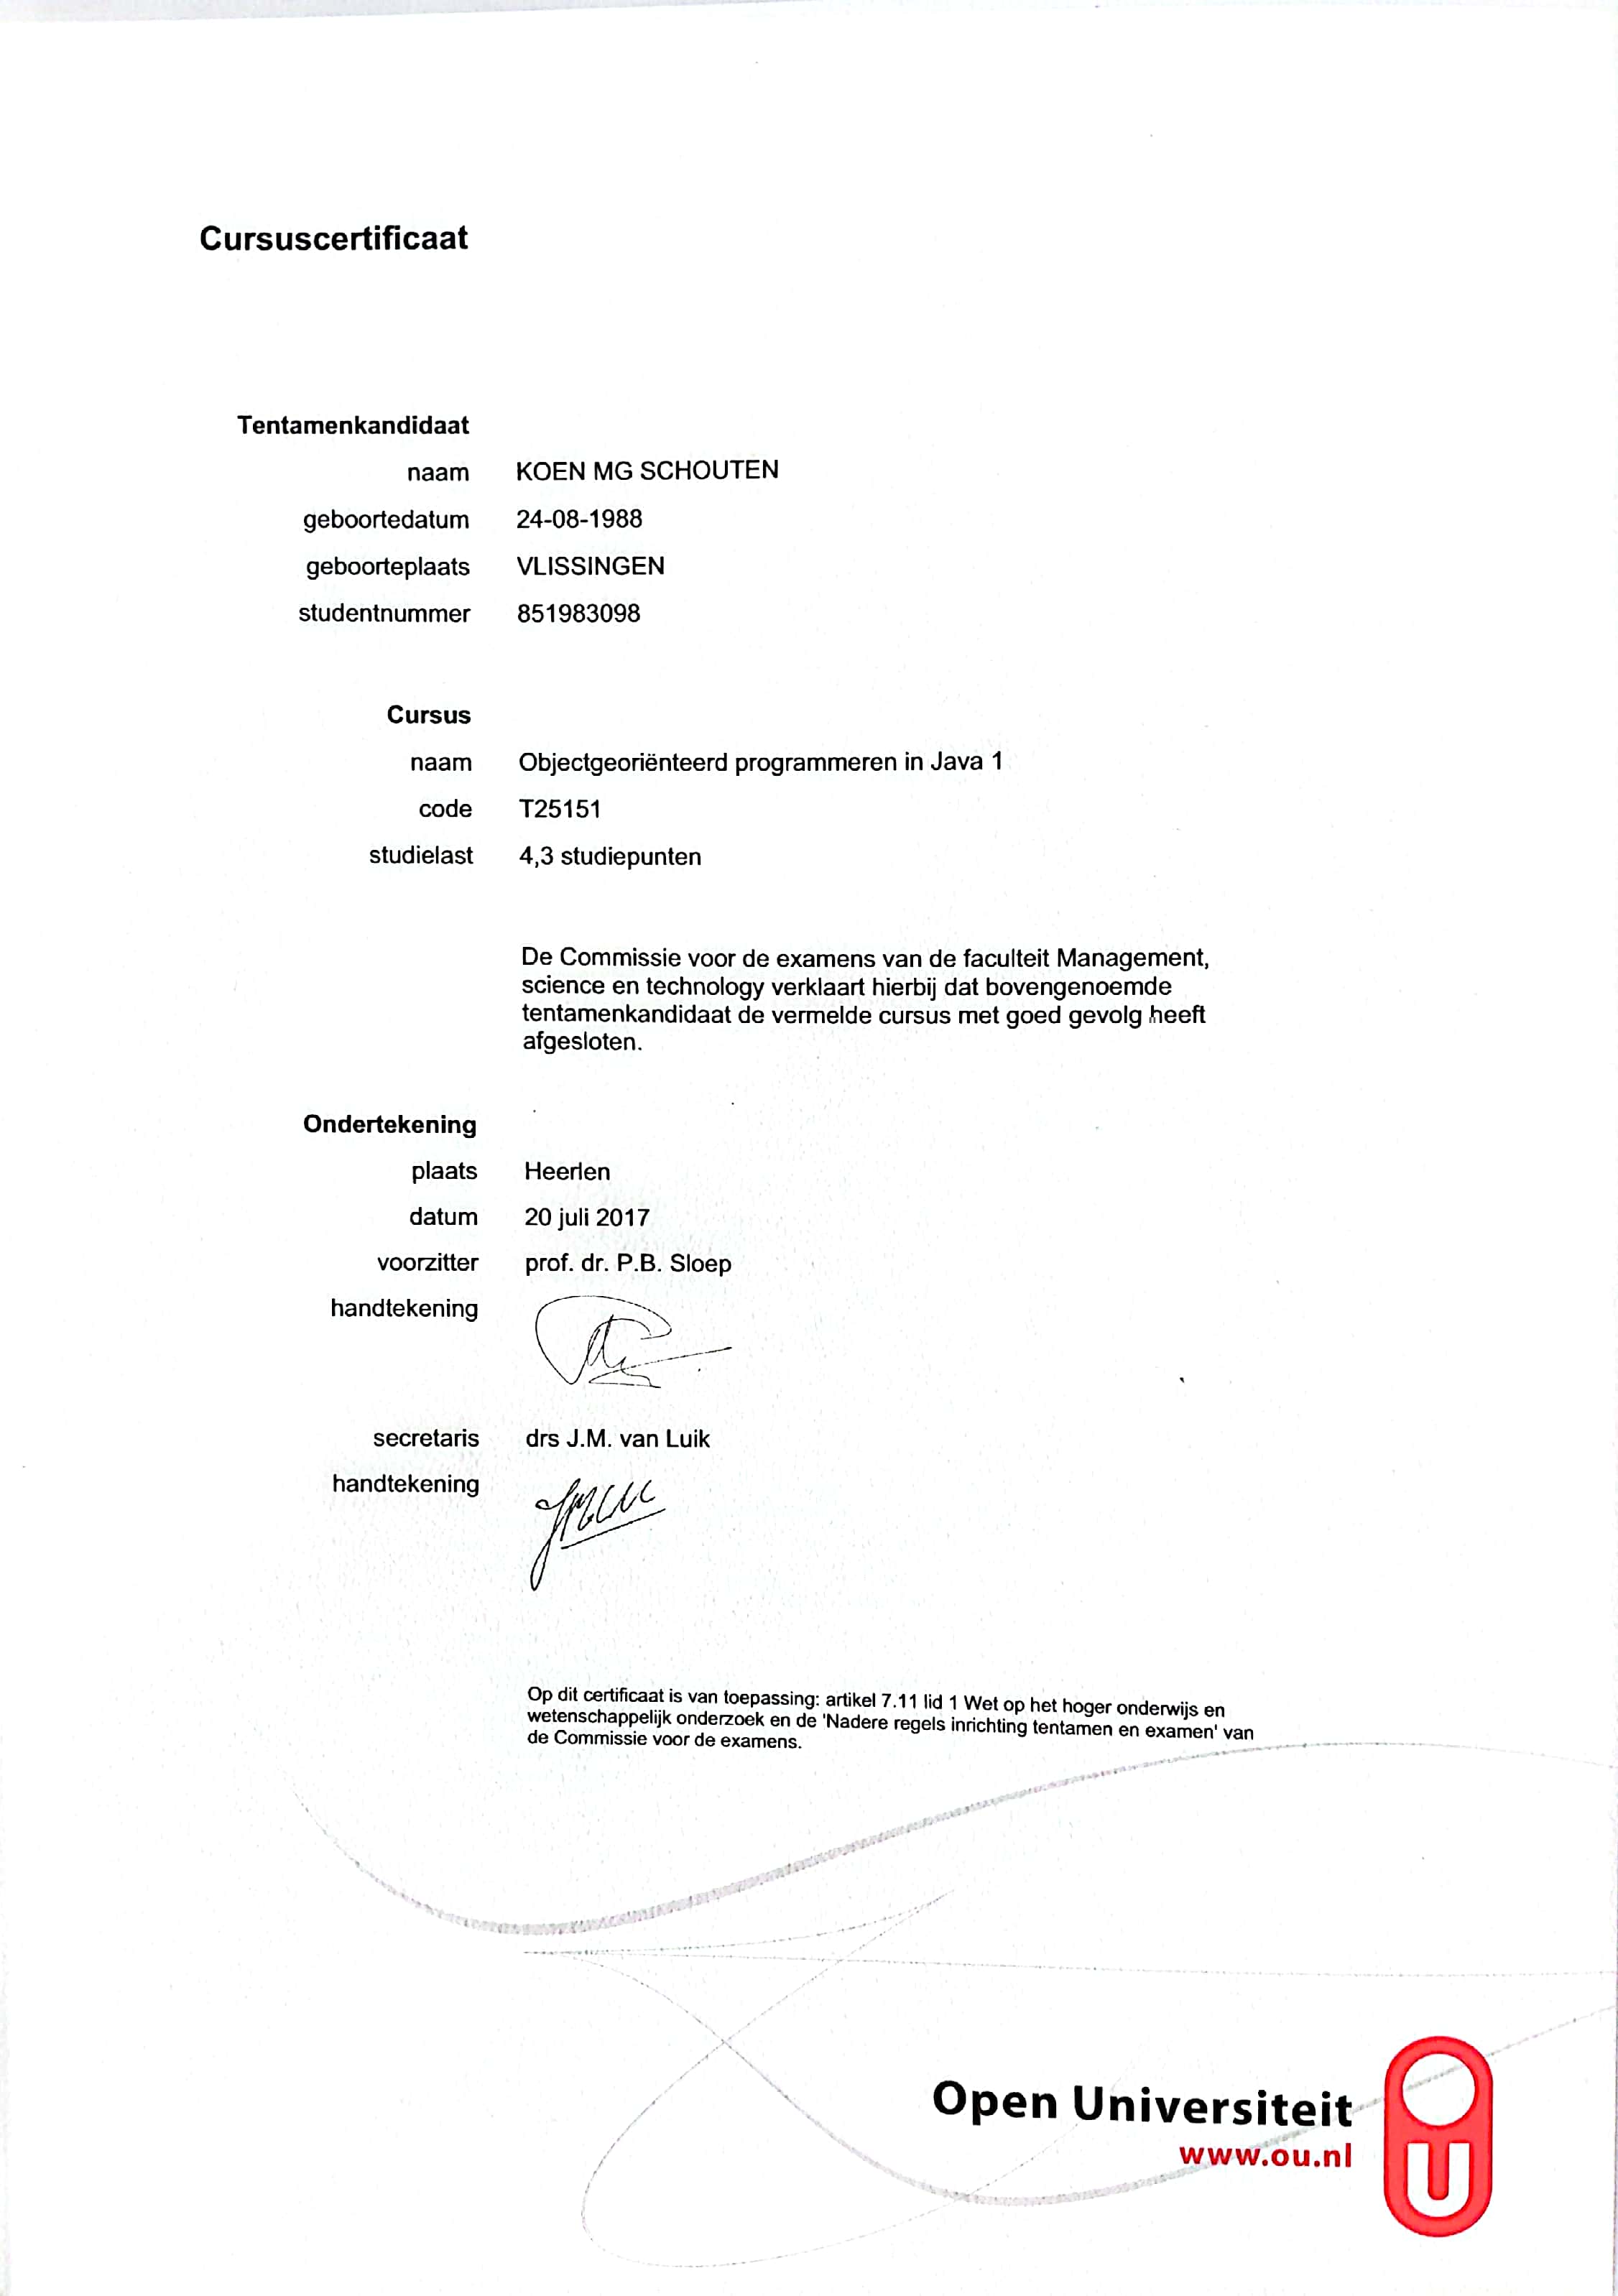 Cursuscertificaat
Tentamenkandidaat
naam KOEN MG SCHOUTEN
geboortedatum 24-08-1988
geboorteplaats VLISSINGEN
studentnummer 851983098
Cursus
naam Objectgeoriënteerd programmeren in Java 1
code T25151
studielast 4,3 studiepunten
De Commissie voor de examens van de faculteit Management,
science en technology verklaart hierbij dat bovengenoemde
tentamenkandidaat de vermelde cursus met goed gevolg heeft
afgesloten.
Ondertekening
plaats Heerlen
datum 20 juli 2017
voorzitter prof. dr. P.B. Sloep
handtekening
secretaris drs J.M. van Luik
handtekening
Op dit certificaat is van toepassing: artikel 7.11 lid 1 Wet op het hoger onderwijs en
wetenschappelijk onderzoek en de 'Nadere regels inrichting tentamen en examen' van
de Commissie voor de examens.
Open Universiteit
www.ou.nl
U